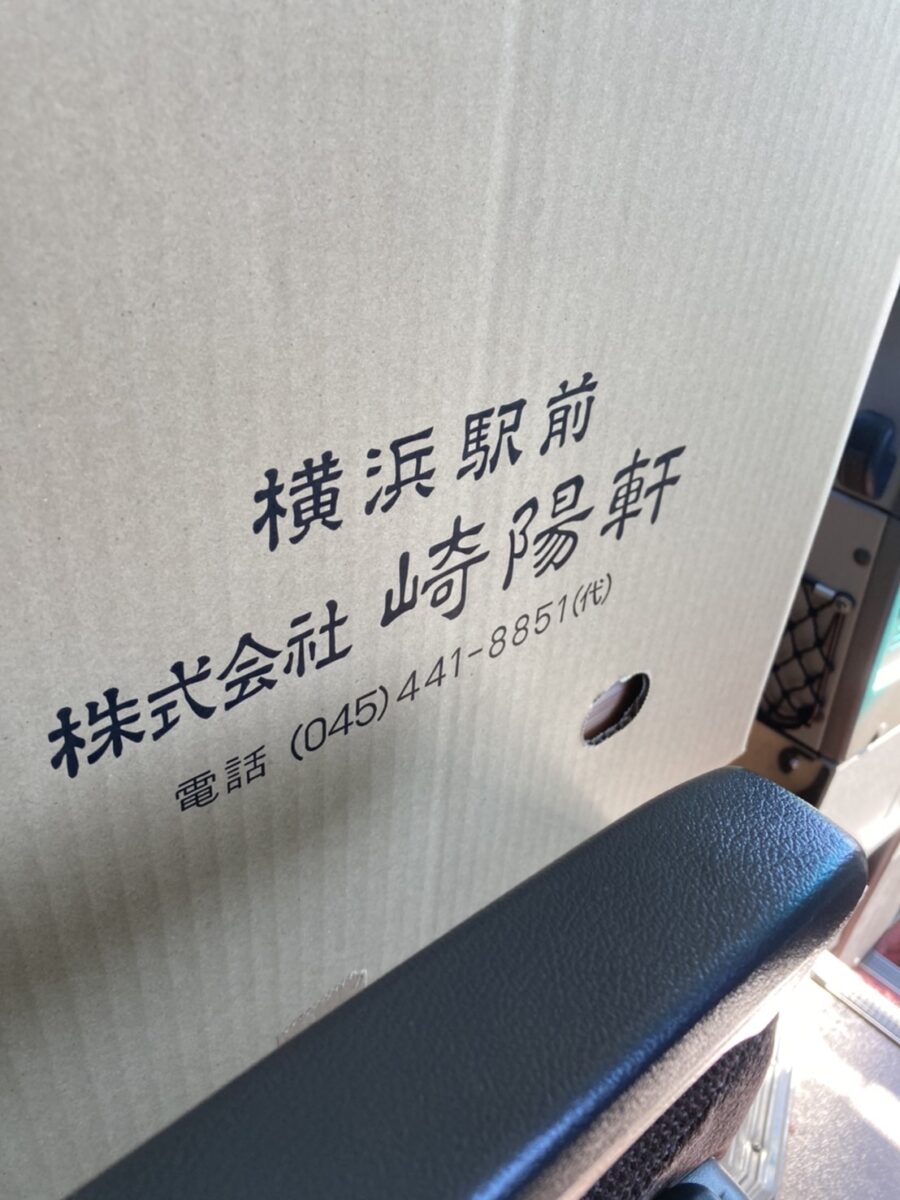 横浜駅前
株式会社 崎陽軒
電話 (045)441-8851(代)